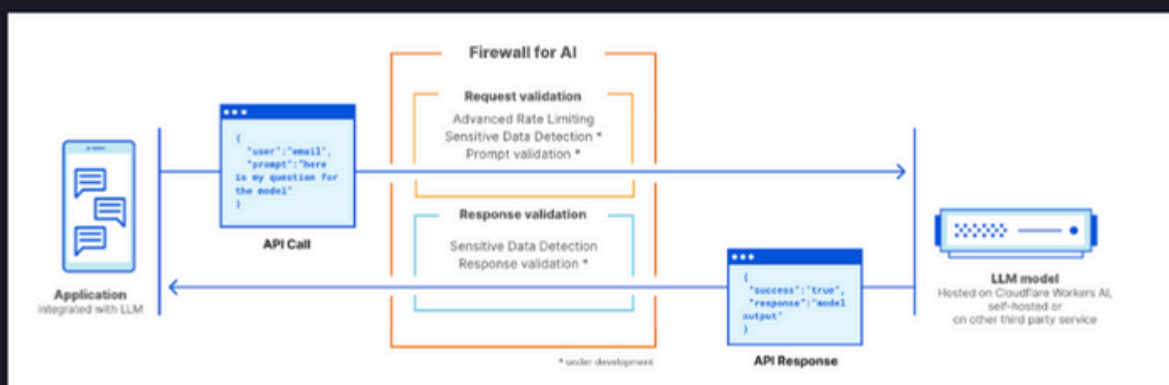 Firewall for AI
Request validation
Advanced Rate Limiting
Sensitive Data Detection *
Prompt validation *
{
"user":"email",
"prompt":"here
is my question for
the model"
}
API Call
Response validation
Sensitive Data Detection
Response validation *
Application
integrated with LLM
{
"success":"true",
"response":"model
output"
}
API Response
LLM model
Hosted on Cloudflare Workers AI,
self-hosted or
on other third party service
* under development